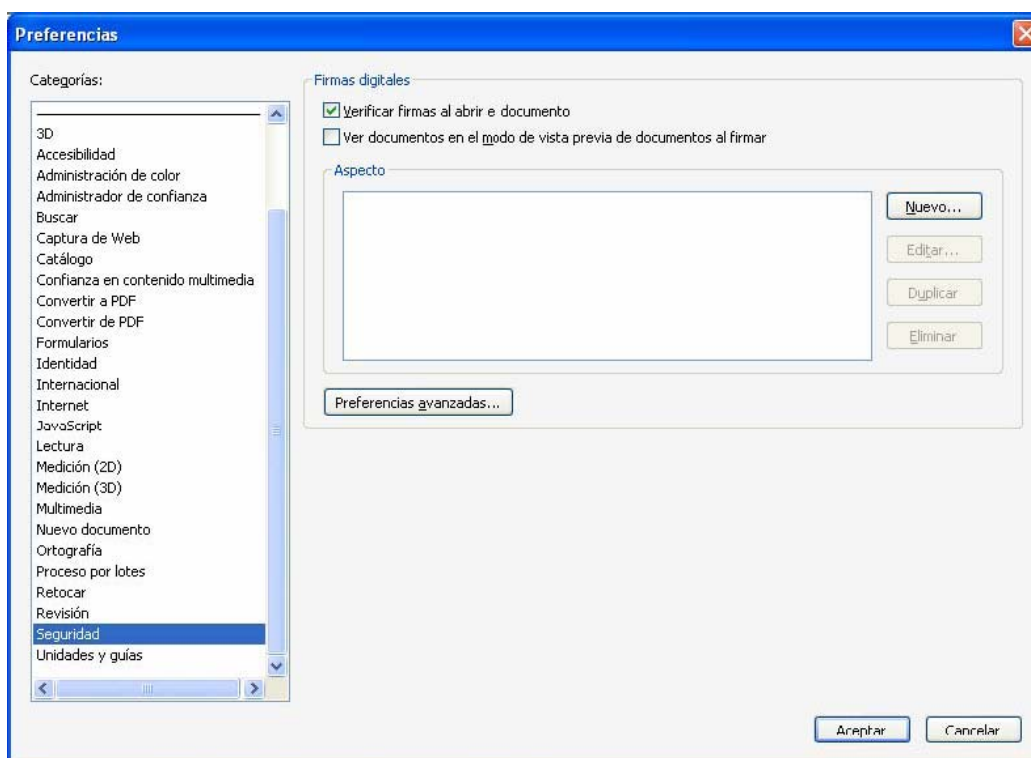 Preferencias
Categorías:
3D
Accesibilidad
Administración de color
Administrador de confianza
Buscar
Captura de Web
Catálogo
Confianza en contenido multimedia
Convertir a PDF
Convertir de PDF
Formularios
Identidad
Internacional
Internet
JavaScript
Lectura
Medición (2D)
Medición (3D)
Multimedia
Nuevo documento
Ortografía
Proceso por lotes
Retocar
Revisión
Seguridad
Unidades y guías
Firmas digitales
Verificar firmas al abrir e documento
Ver documentos en el modo de vista previa de documentos al firmar
Aspecto
Nuevo...
Editar...
Duplicar
Eliminar
Preferencias avanzadas...
Aceptar
Cancelar